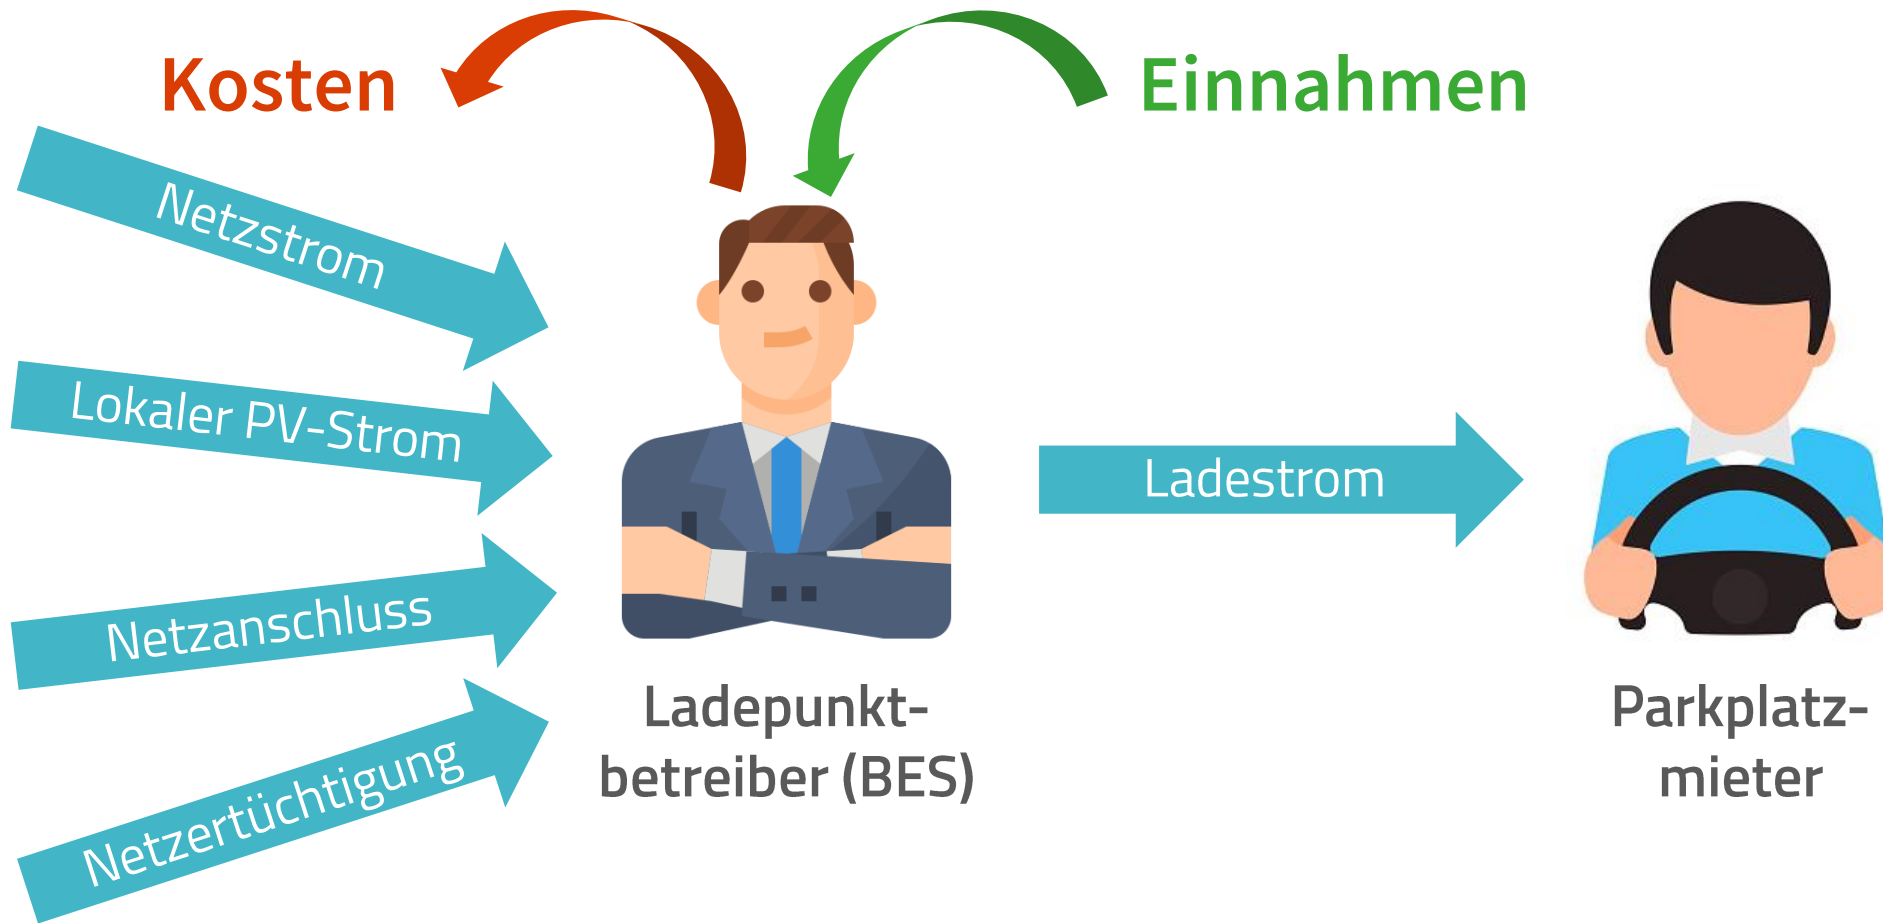 Kosten
Einnahmen
Netzstrom
Lokaler PV-Strom
Netzanschluss
Netzertüchtigung
Ladestrom
Ladepunkt-
betreiber (BES)
Parkplatz-
mieter